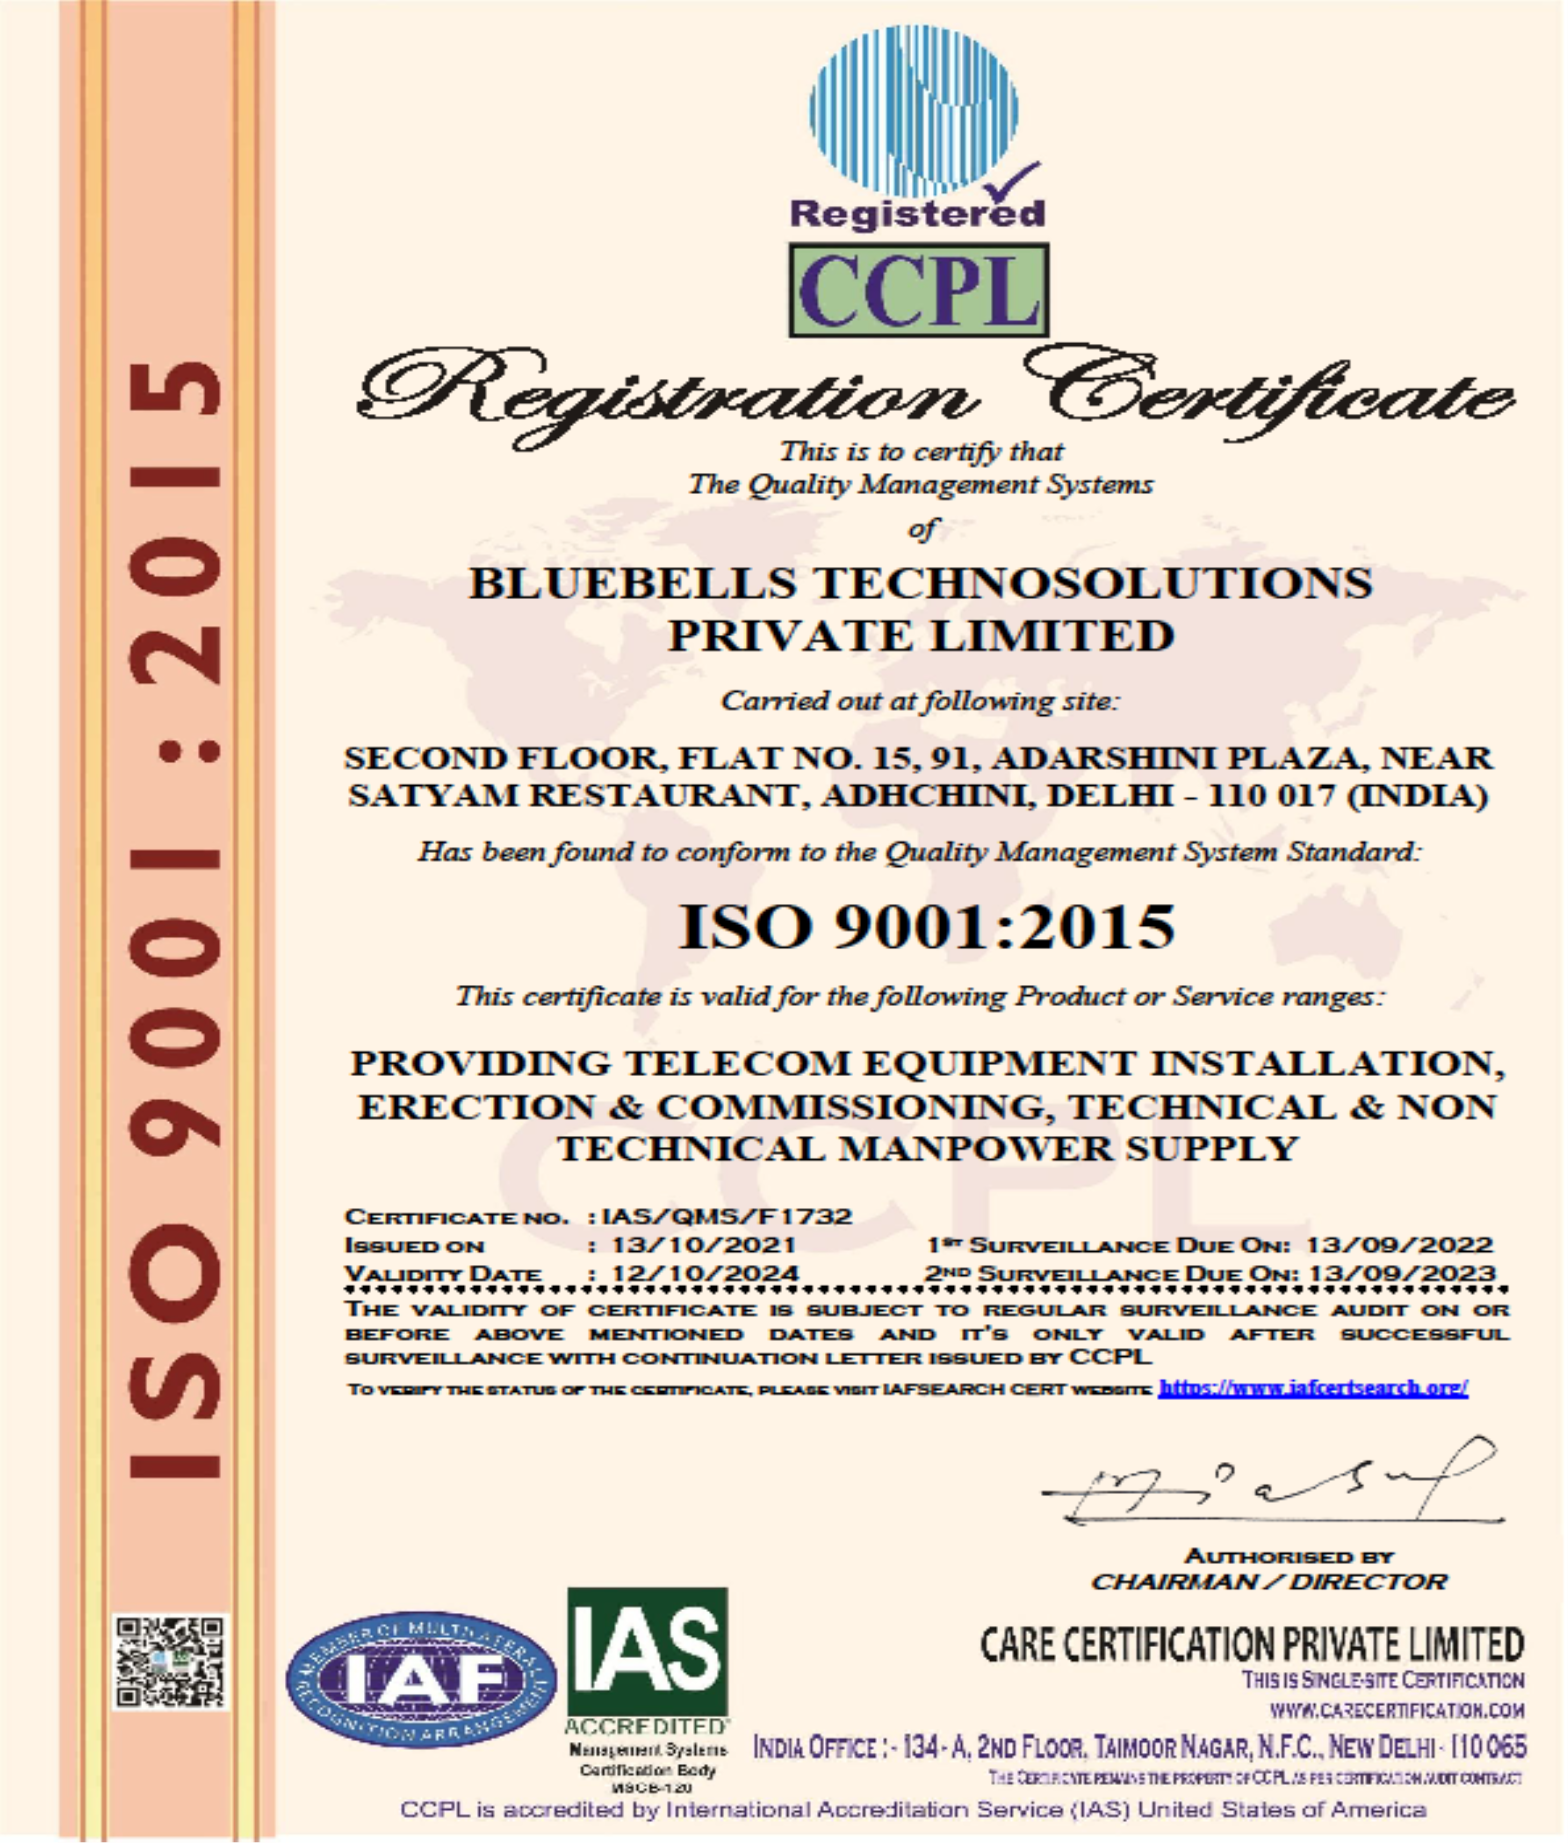 ISO 9001 : 2015
Registered
CCPL
Registration Certificate
This is to certify that
The Quality Management Systems
of
BLUEBELLS TECHNOSOLUTIONS
PRIVATE LIMITED
Carried out at following site:
SECOND FLOOR, FLAT NO. 15, 91, ADARSHINI PLAZA, NEAR
SATYAM RESTAURANT, ADHCHINI, DELHI - 110 017 (INDIA)
Has been found to conform to the Quality Management System Standard:
ISO 9001:2015
This certificate is valid for the following Product or Service ranges:
PROVIDING TELECOM EQUIPMENT INSTALLATION,
ERECTION & COMMISSIONING, TECHNICAL & NON
TECHNICAL MANPOWER SUPPLY
CCPL
CERTIFICATE NO. : IAS/QMS/F1732
ISSUED ON : 13/10/2021 1ST SURVEILLANCE DUE ON: 13/09/2022
VALIDITY DATE : 12/10/2024 2ND SURVEILLANCE DUE ON: 13/09/2023
THE VALIDITY OF CERTIFICATE IS SUBJECT TO REGULAR SURVEILLANCE AUDIT ON OR
BEFORE ABOVE MENTIONED DATES AND IT'S ONLY VALID AFTER SUCCESSFUL
SURVEILLANCE WITH CONTINUATION LETTER ISSUED BY CCPL
TO VERIFY THE STATUS OF THE CERTIFICATE, PLEASE VISIT IAFSEARCH CERT WEBSITE https://www.iafcertsearch.org/
AUTHORISED BY
CHAIRMAN / DIRECTOR
MEMBER OF MULTILATERAL
IAF
RECOGNITION ARRANGEMENT
IAS
ACCREDITED
Management Systems
Certification Body
MSCB-120
CARE CERTIFICATION PRIVATE LIMITED
THIS IS SINGLE-SITE CERTIFICATION
WWW.CARECERTIFICATION.COM
INDIA OFFICE : - 134 - A, 2ND FLOOR, TAIMOOR NAGAR, N.F.C., NEW DELHI - 110 065
THE CERTIFICATE REMAINS THE PROPERTY OF CCPL AS PER CERTIFICATION AUDIT CONTRACT
CCPL is accredited by International Accreditation Service (IAS) United States of America